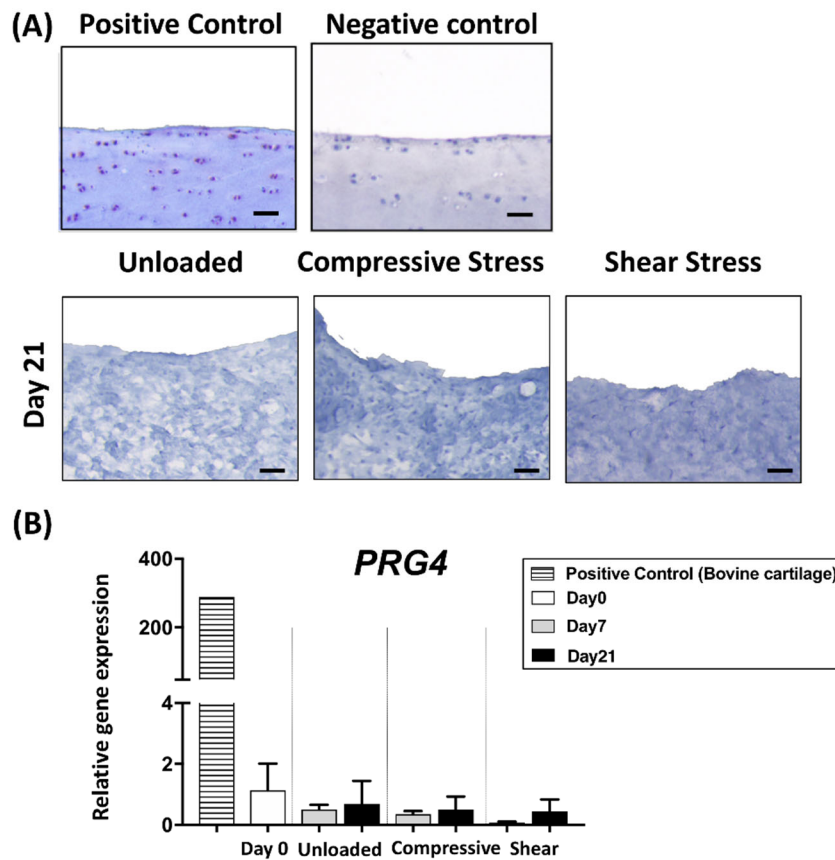 (A)
Positive Control
Negative control
Unloaded
Compressive Stress
Shear Stress
Day 21
(B)
PRG4
Relative gene expression
400
200
4
2
0
Day 0
Unloaded
Compressive
Shear
Positive Control (Bovine cartilage)
Day0
Day7
Day21